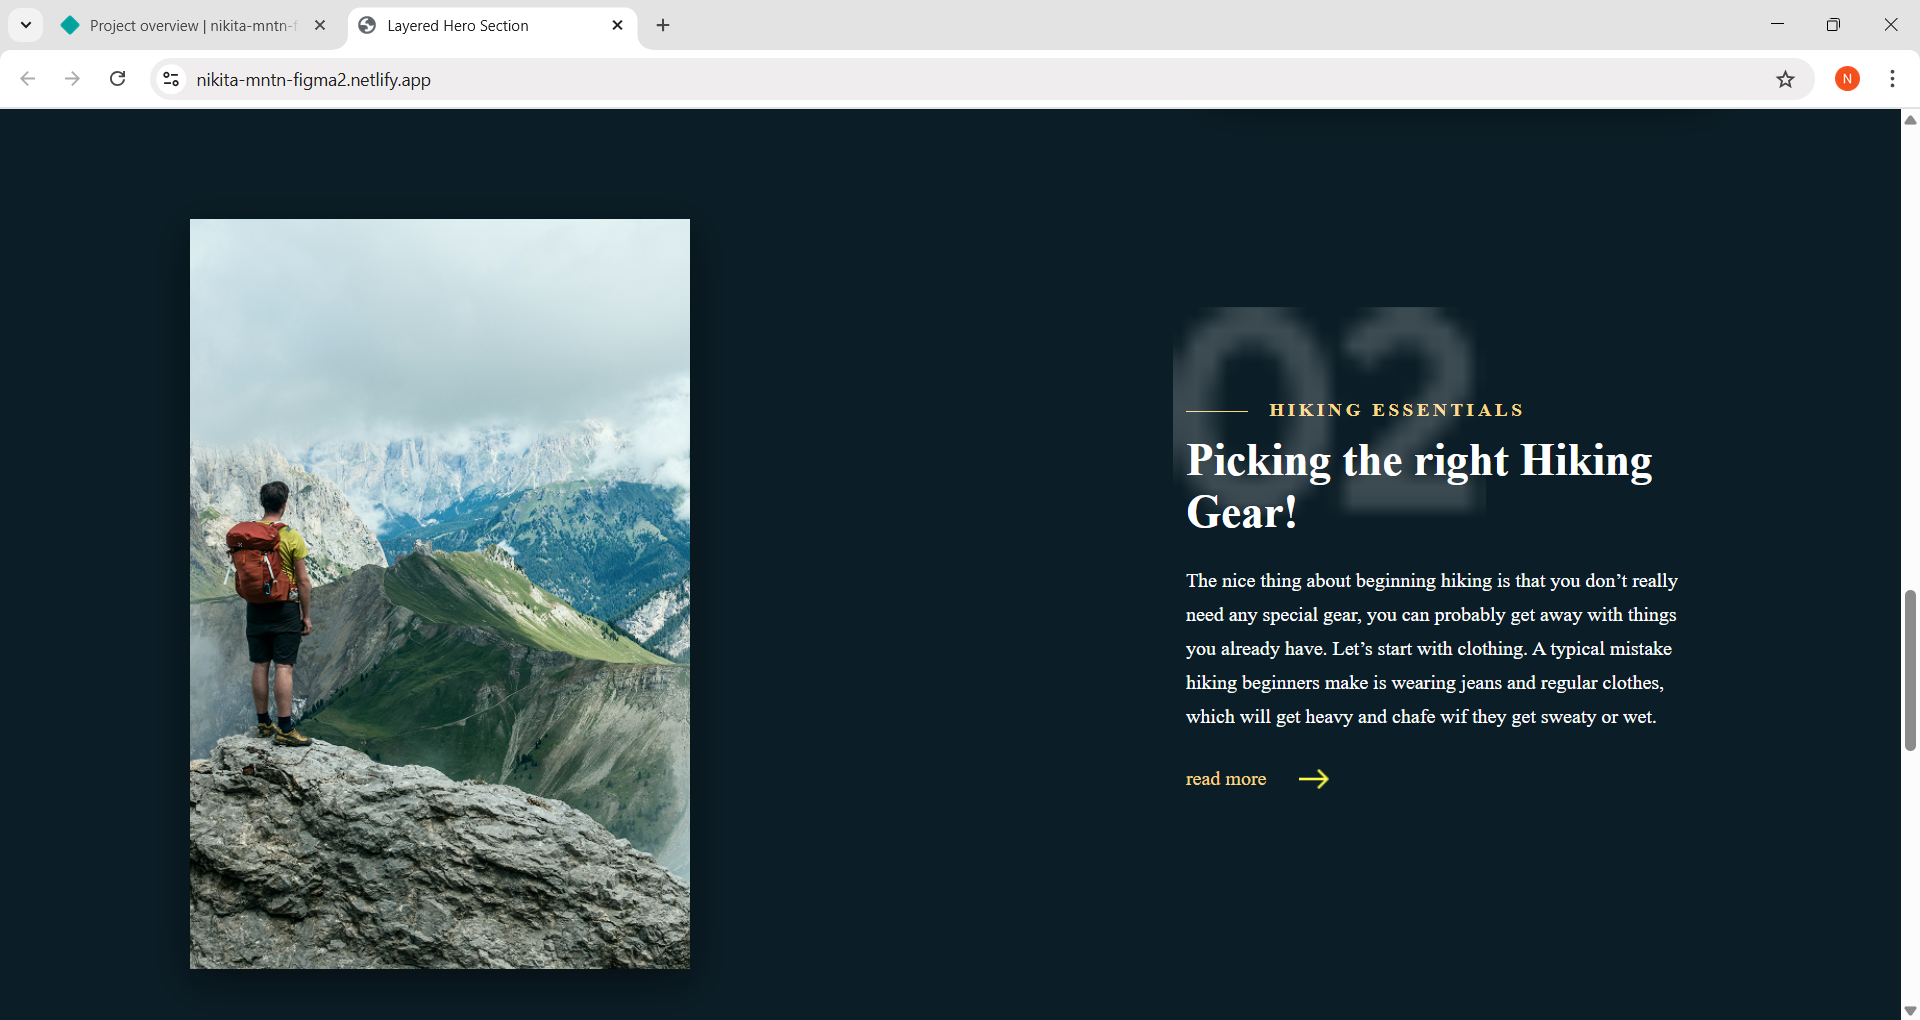 Project overview | nikita-mntn-f
Layered Hero Section
nikita-mntn-figma2.netlify.app
N
02
HIKING ESSENTIALS
Picking the right Hiking
Gear!
The nice thing about beginning hiking is that you don’t really
need any special gear, you can probably get away with things
you already have. Let’s start with clothing. A typical mistake
hiking beginners make is wearing jeans and regular clothes,
which will get heavy and chafe wif they get sweaty or wet.
read more